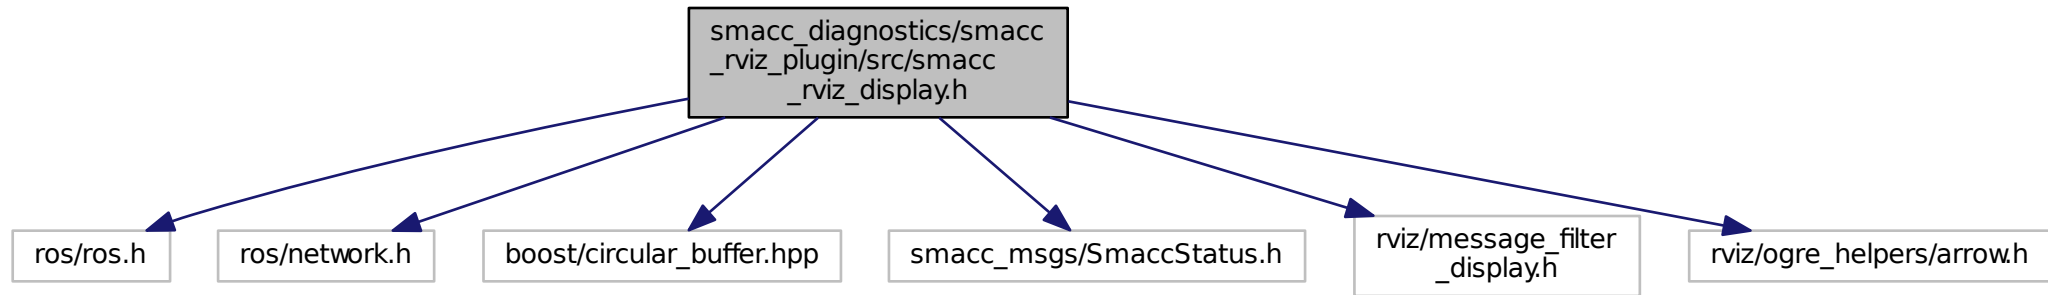 smacc_diagnostics/smacc
_rviz_plugin/src/smacc
_rviz_display.h
ros/ros.h
ros/network.h
boost/circular_buffer.hpp
smacc_msgs/SmaccStatus.h
rviz/message_filter
_display.h
rviz/ogre_helpers/arrow.h